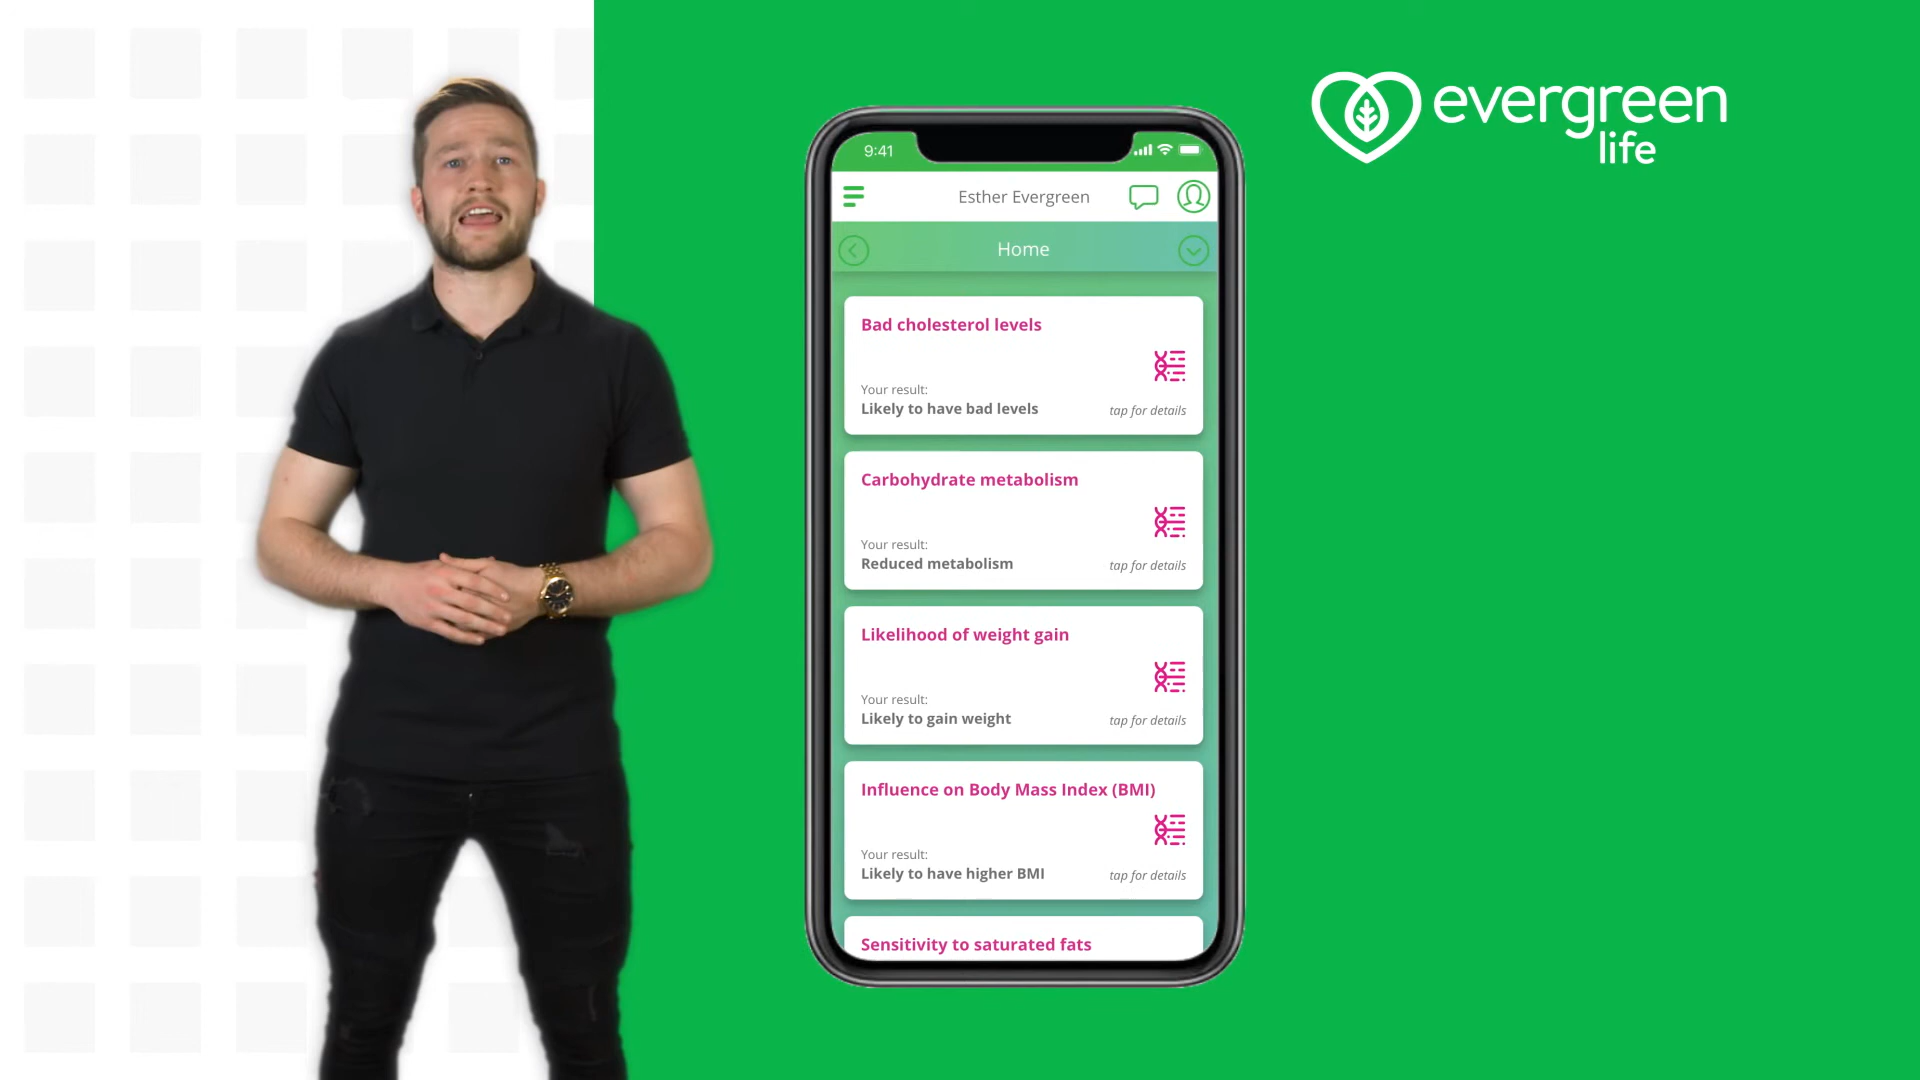 evergreen
life
9:41
Esther Evergreen
Home
Bad cholesterol levels
Your result:
Likely to have bad levels
tap for details
Carbohydrate metabolism
Your result:
Reduced metabolism
tap for details
Likelihood of weight gain
Your result:
Likely to gain weight
tap for details
Influence on Body Mass Index (BMI)
Your result:
Likely to have higher BMI
tap for details
Sensitivity to saturated fats